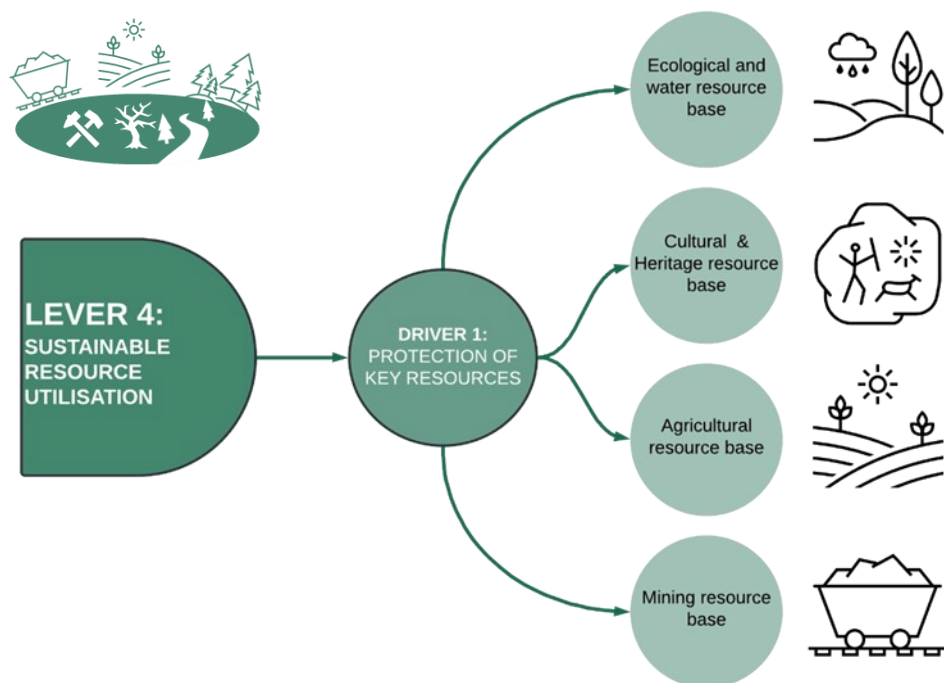 LEVER 4:
SUSTAINABLE
RESOURCE
UTILISATION
DRIVER 1:
PROTECTION OF
KEY RESOURCES
Ecological and
water resource
base
Cultural & 
Heritage resource
base
Agricultural
resource base
Mining resource
base